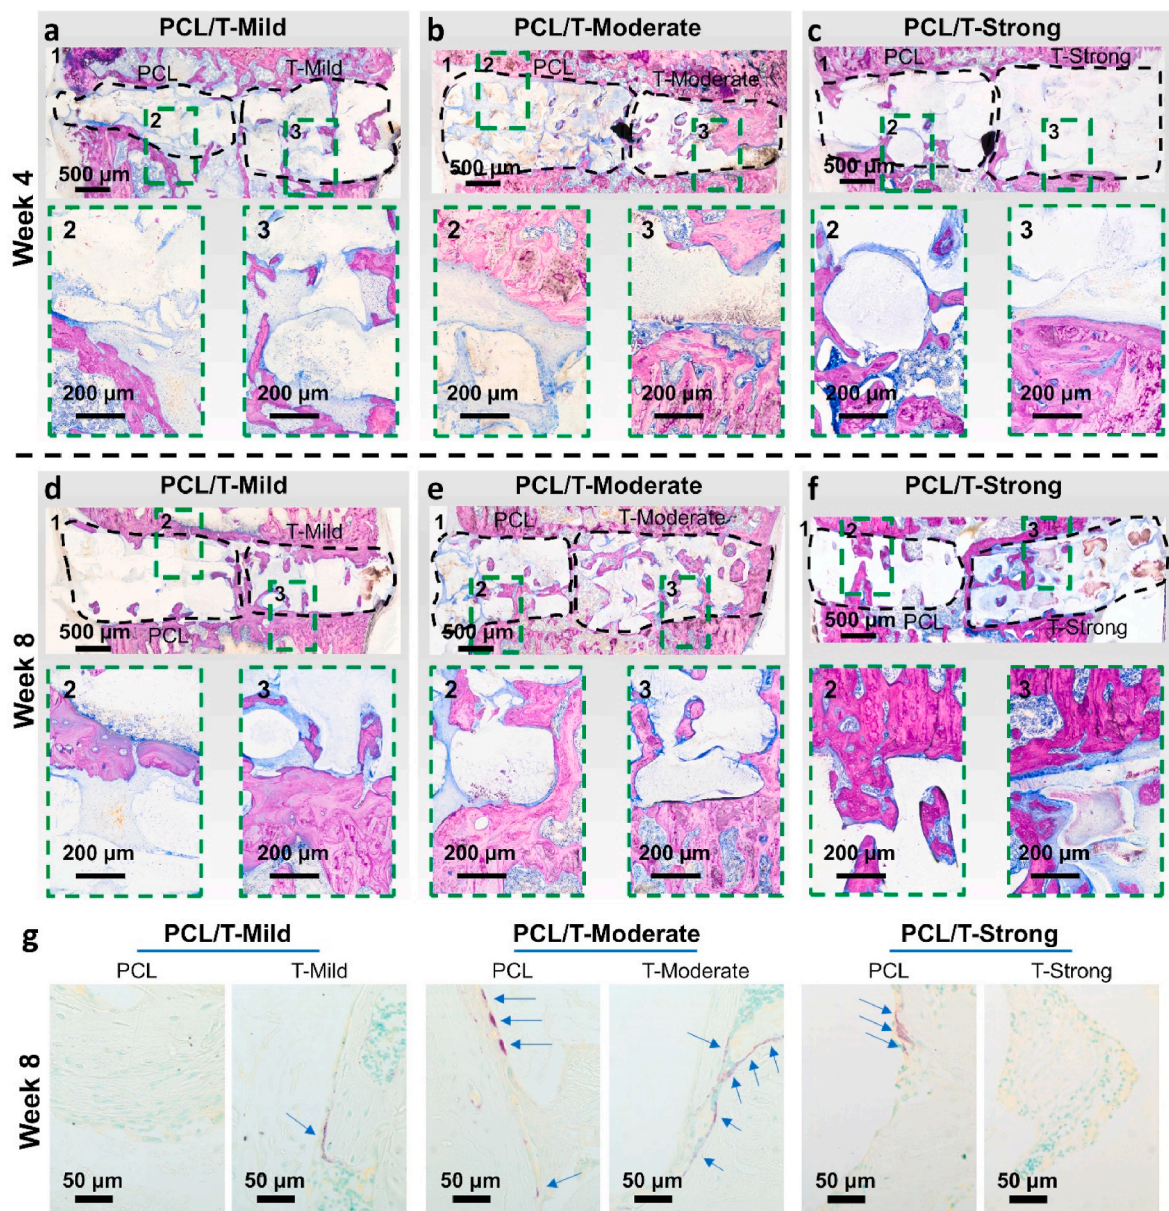 a
PCL/T-Mild
1
PCL
T-Mild
2
3
500 µm
2
200 µm
3
200 µm
b
PCL/T-Moderate
1
2
PCL
T-Moderate
3
500 µm
2
200 µm
3
200 µm
c
PCL/T-Strong
1
PCL
T-Strong
2
3
500 µm
2
200 µm
3
200 µm
Week 4
d
PCL/T-Mild
1
2
T-Mild
3
500 µm
PCL
2
200 µm
3
200 µm
e
PCL/T-Moderate
1
PCL
T-Moderate
2
3
500 µm
2
200 µm
3
200 µm
f
PCL/T-Strong
1
2
3
500 µm
PCL
T-Strong
2
200 µm
3
200 µm
Week 8
g
PCL/T-Mild
PCL/T-Moderate
PCL/T-Strong
PCL
T-Mild
PCL
T-Moderate
PCL
T-Strong
Week 8
50 µm
50 µm
50 µm
50 µm
50 µm
50 µm